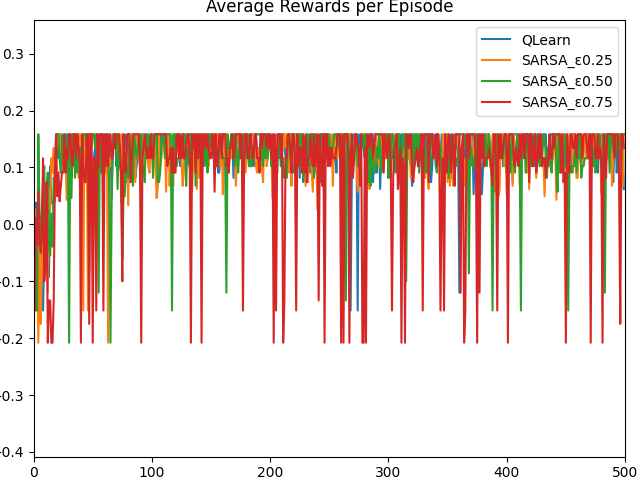 Average Rewards per Episode
QLearn
SARSA_ε0.25
SARSA_ε0.50
SARSA_ε0.75
0.3
0.2
0.1
0.0
-0.1
-0.2
-0.3
-0.4
0 100 200 300 400 500